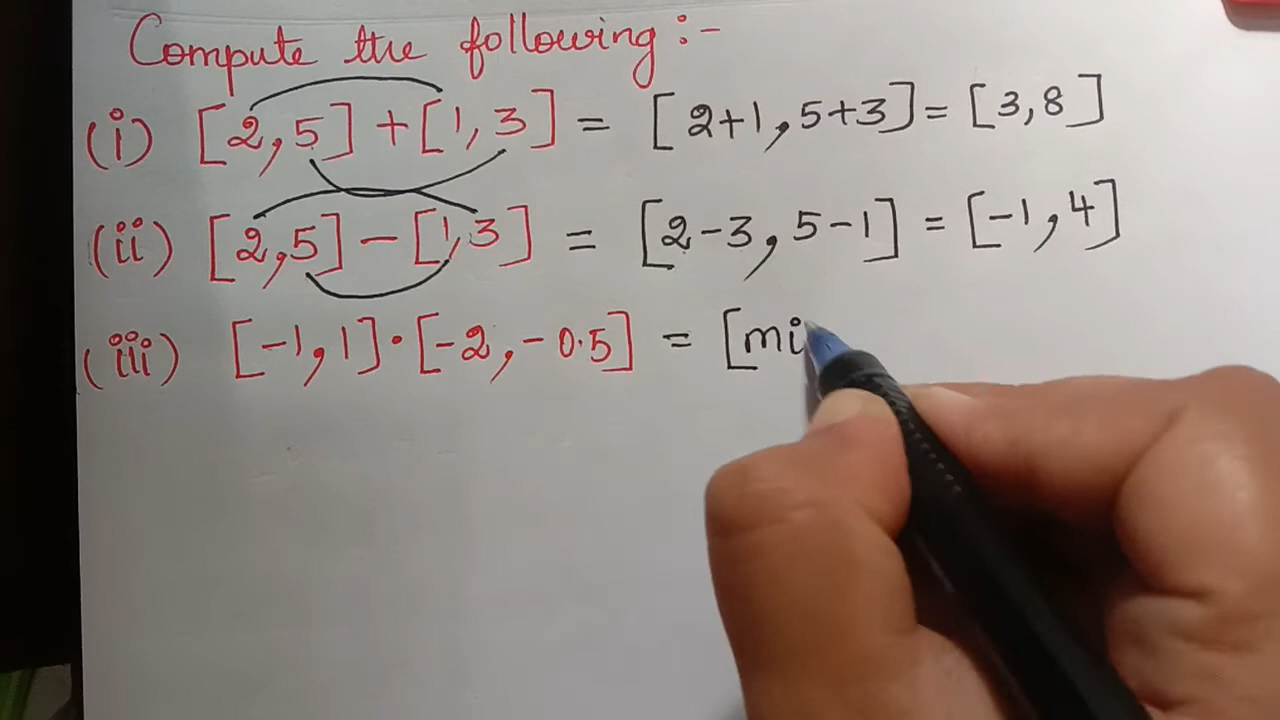 Compute the following :-
(i) [2,5] + [1,3] = [2+1, 5+3] = [3,8]
(ii) [2,5] - [1,3] = [2-3, 5-1] = [-1,4]
(iii) [-1,1]·[-2,-0.5] = [mi